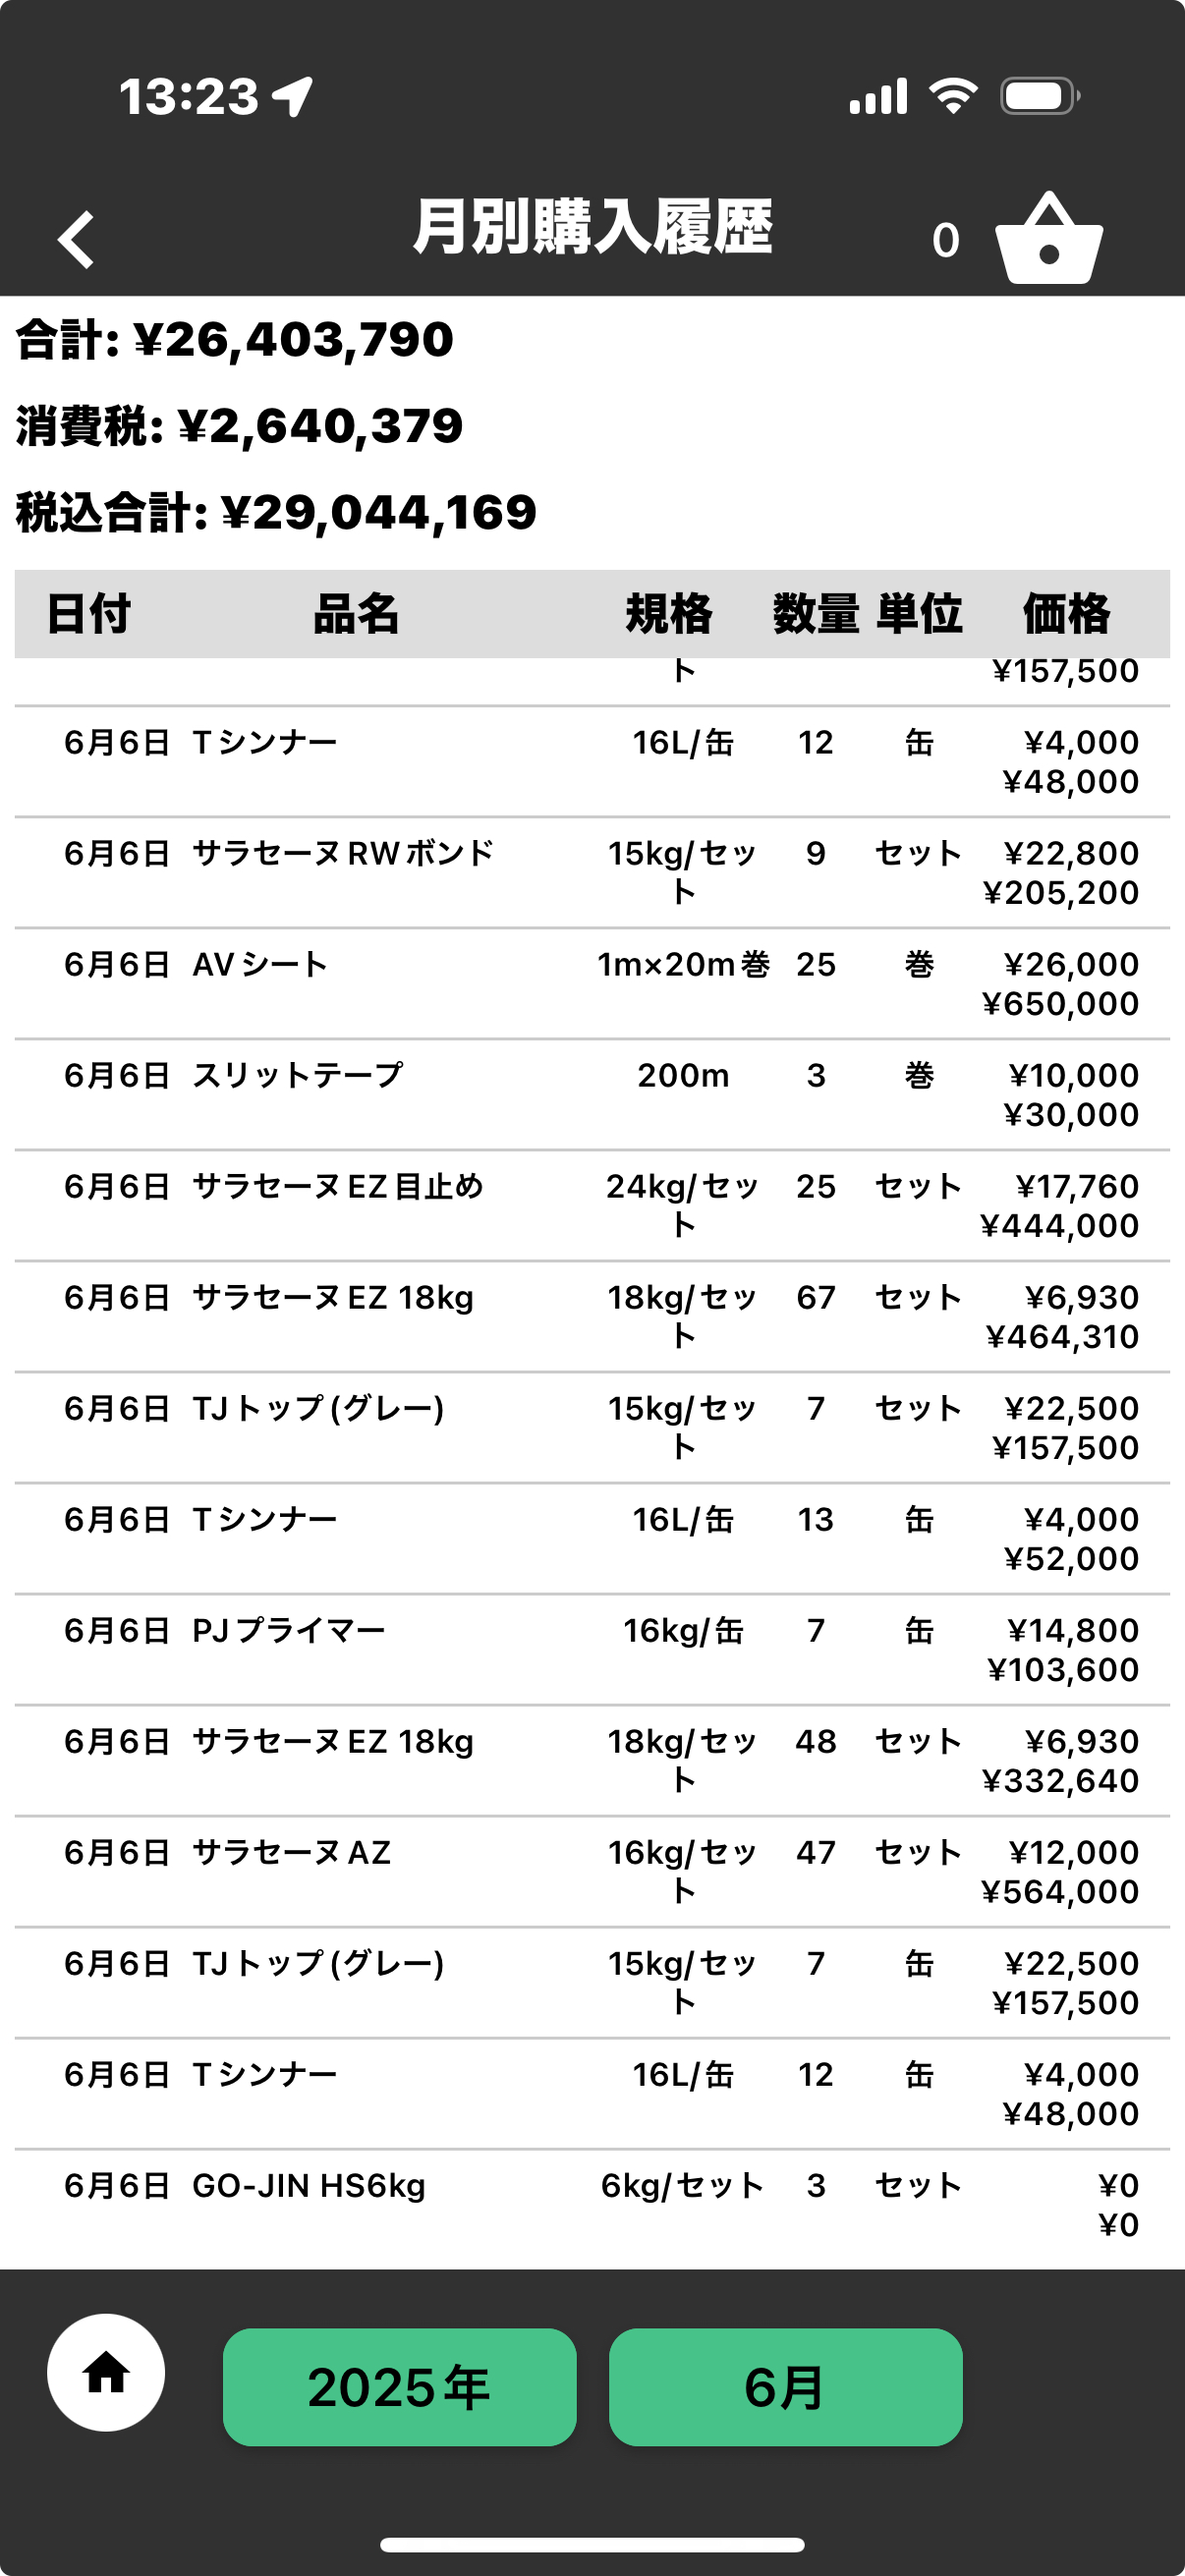 13:23
月別購入履歴
0
合計: ¥26,403,790
消費税: ¥2,640,379
税込合計: ¥29,044,169
日付 品名 規格 数量 単位 価格
ト ¥157,500
6月6日 Tシンナー 16L/缶 12 缶 ¥4,000
¥48,000
6月6日 サラセーヌRWボンド 15kg/セッ 9 セット ¥22,800
ト ¥205,200
6月6日 AVシート 1m×20m巻 25 巻 ¥26,000
¥650,000
6月6日 スリットテープ 200m 3 巻 ¥10,000
¥30,000
6月6日 サラセーヌEZ目止め 24kg/セッ 25 セット ¥17,760
ト ¥444,000
6月6日 サラセーヌEZ 18kg 18kg/セッ 67 セット ¥6,930
ト ¥464,310
6月6日 TJトップ(グレー) 15kg/セッ 7 セット ¥22,500
ト ¥157,500
6月6日 Tシンナー 16L/缶 13 缶 ¥4,000
¥52,000
6月6日 PJプライマー 16kg/缶 7 缶 ¥14,800
¥103,600
6月6日 サラセーヌEZ 18kg 18kg/セッ 48 セット ¥6,930
ト ¥332,640
6月6日 サラセーヌAZ 16kg/セッ 47 セット ¥12,000
ト ¥564,000
6月6日 TJトップ(グレー) 15kg/セッ 7 缶 ¥22,500
ト ¥157,500
6月6日 Tシンナー 16L/缶 12 缶 ¥4,000
¥48,000
6月6日 GO-JIN HS6kg 6kg/セット 3 セット ¥0
¥0
2025年 6月